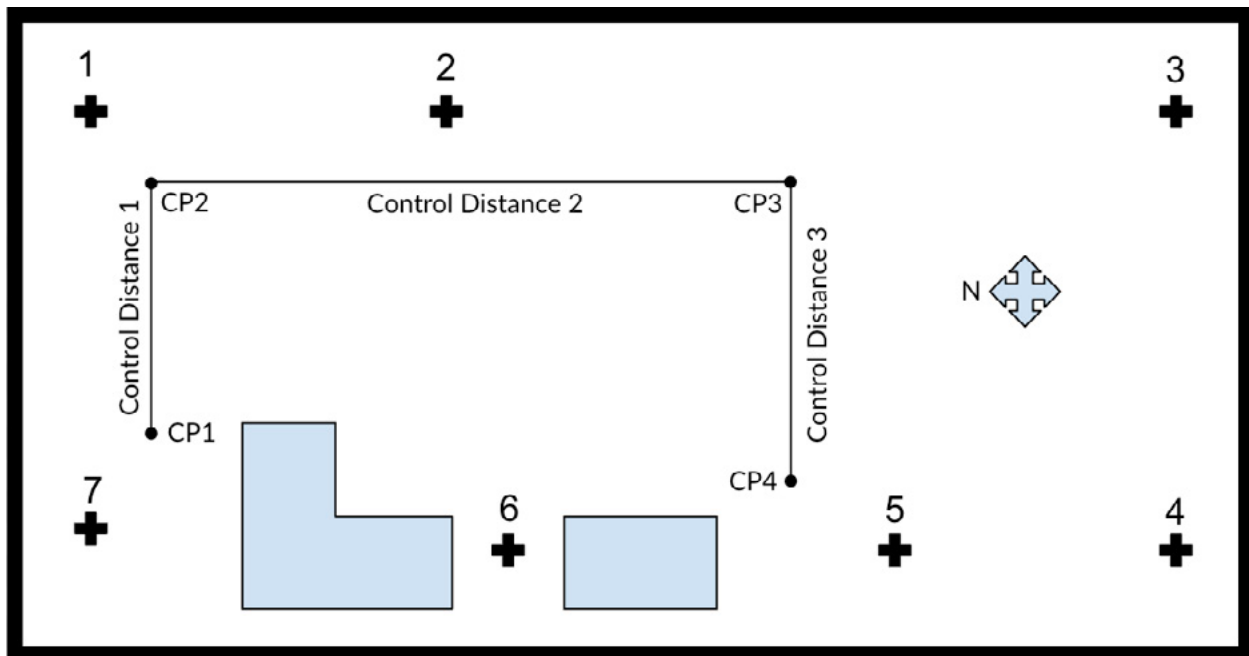 1
2
3
CP2
Control Distance 2
CP3
Control Distance 1
Control Distance 3
N
CP1
CP4
7
6
5
4